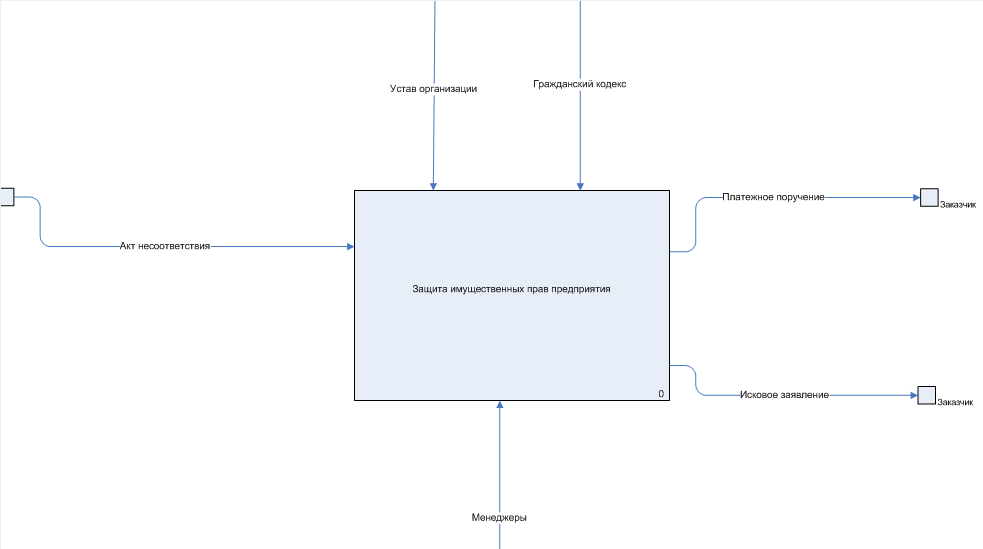 Устав организации
Гражданский кодекс
Платежное поручение
Заказчик
Акт несоответствия
Защита имущественных прав предприятия
0
Исковое заявление
Заказчик
Менеджеры